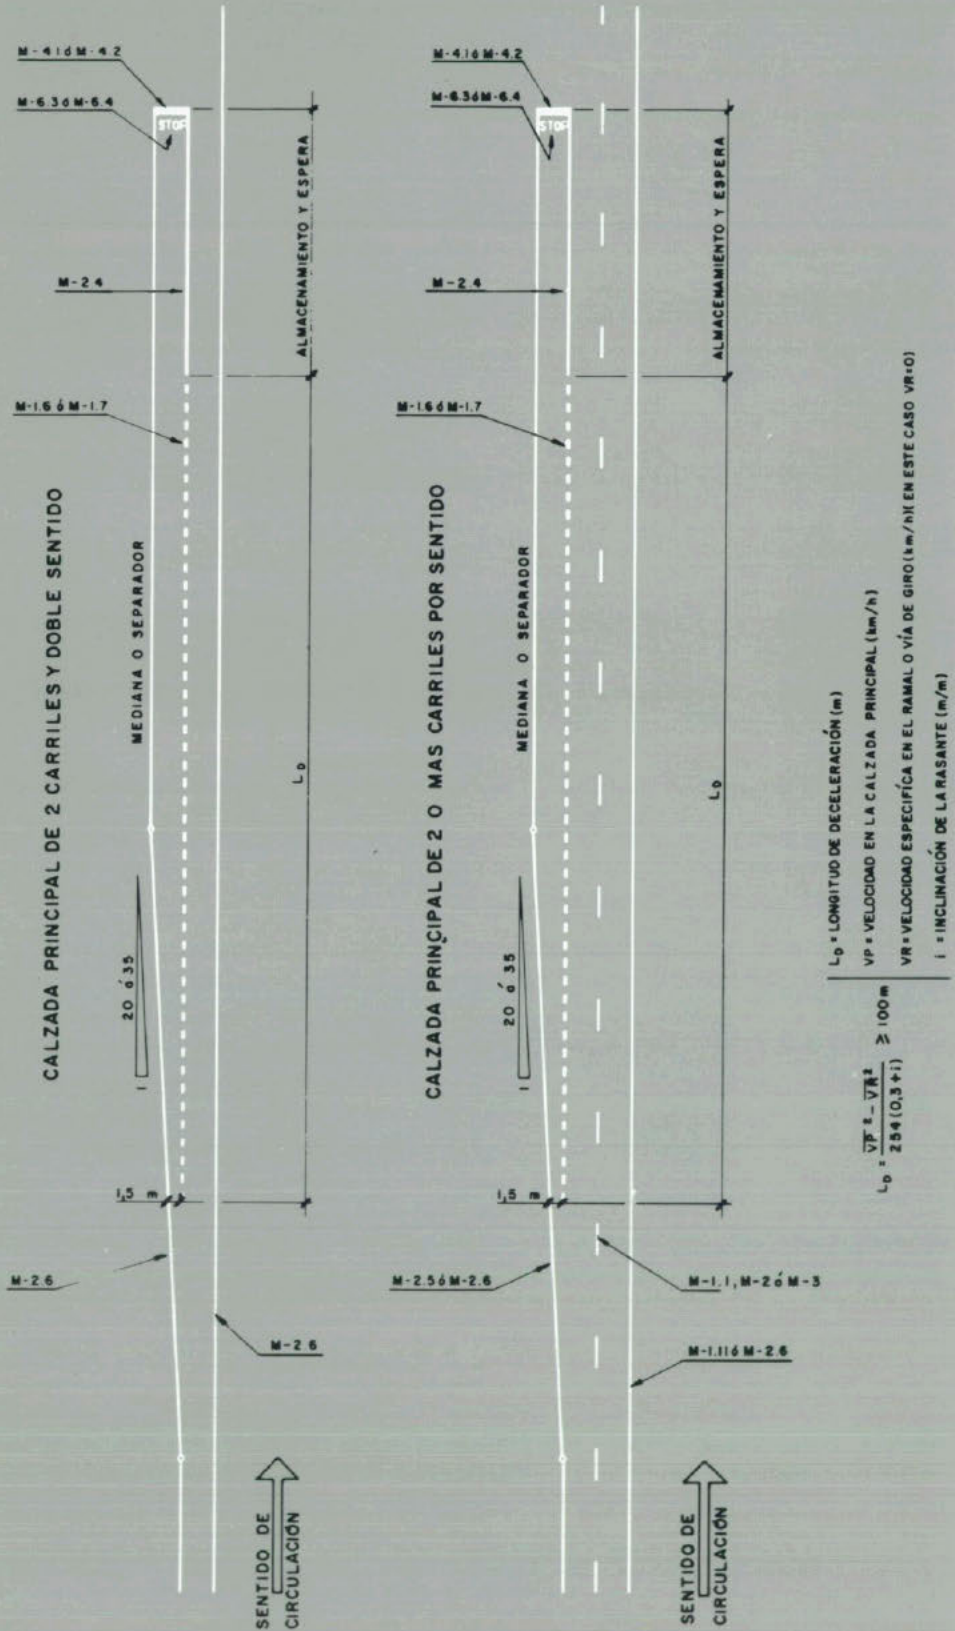 CALZADA PRINCIPAL DE 2 CARRILES Y DOBLE SENTIDO
M-4.1 ó M-4.2
M-6.3 ó M-6.4
STOP
M-2.4
M-1.6 ó M-1.7
MEDIANA O SEPARADOR
ALMACENAMIENTO Y ESPERA
L_D
1
20 ó 35
1,5 m
M-2.6
M-2.6
SENTIDO DE
CIRCULACIÓN
CALZADA PRINCIPAL DE 2 O MAS CARRILES POR SENTIDO
M-4.1 ó M-4.2
M-6.3 ó M-6.4
STOP
M-2.4
M-1.6 ó M-1.7
MEDIANA O SEPARADOR
ALMACENAMIENTO Y ESPERA
L_D
1
20 ó 35
1,5 m
M-2.5 ó M-2.6
M-1.1, M-2 ó M-3
M-1.11 ó M-2.6
SENTIDO DE
CIRCULACIÓN
L_D = (VP² - VR²) / 254 (0,3 + i) ≥ 100 m
L_D = LONGITUD DE DECELERACIÓN (m)
VP = VELOCIDAD EN LA CALZADA PRINCIPAL (km/h)
VR = VELOCIDAD ESPECIFÍCA EN EL RAMAL O VÍA DE GIRO (km/h) (EN ESTE CASO VR=0)
i = INCLINACIÓN DE LA RASANTE (m/m)